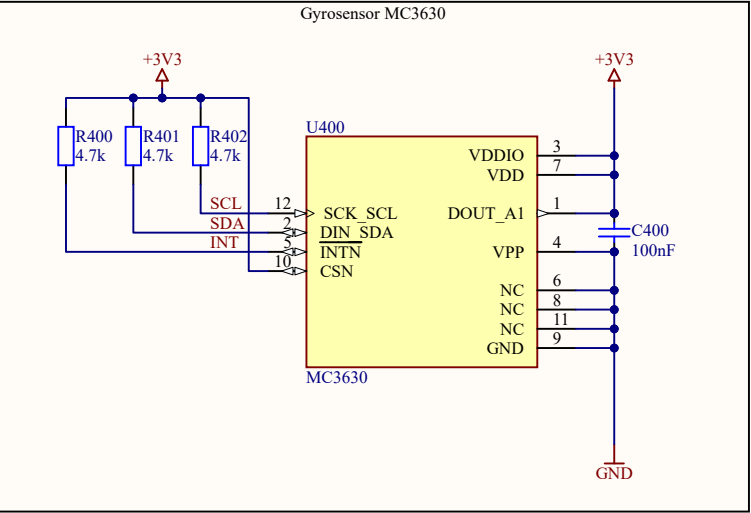 Gyrosensor MC3630
+3V3
+3V3
R400
4.7k
R401
4.7k
R402
4.7k
U400
SCL
SDA
INT
12
2
5
10
SCK_SCL
DIN_SDA
INTN
CSN
VDDIO
VDD
DOUT_A1
VPP
NC
NC
NC
GND
3
7
1
4
6
8
11
9
C400
100nF
MC3630
GND